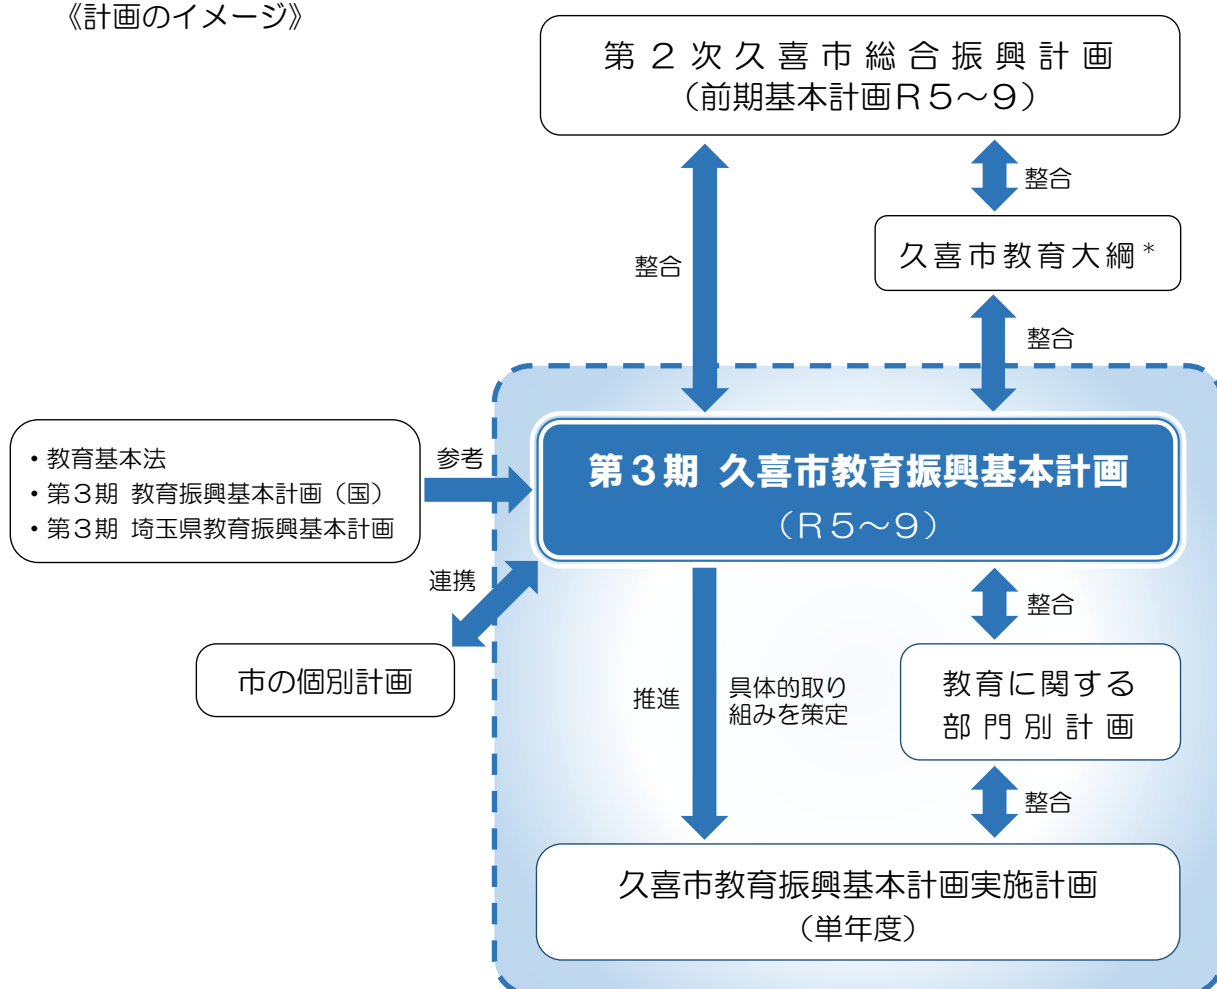 《計画のイメージ》
第２次久喜市総合振興計画
（前期基本計画Ｒ５～９）
整合
久喜市教育大綱＊
整合
整合
・教育基本法
・第３期 教育振興基本計画（国）
・第３期 埼玉県教育振興基本計画
参考
第３期 久喜市教育振興基本計画
（Ｒ５～９）
連携
市の個別計画
整合
推進
具体的取り
組みを策定
教育に関する
部門別計画
整合
久喜市教育振興基本計画実施計画
（単年度）